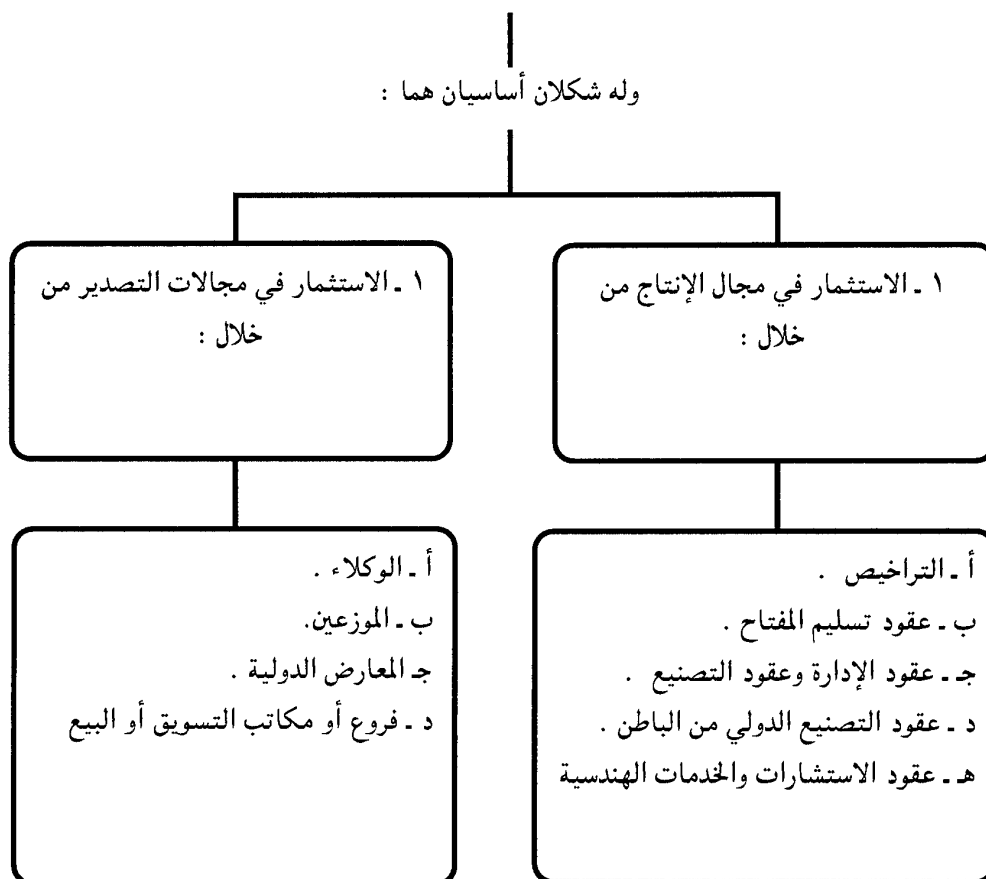 وله شكلان أساسيان هما :
١ ـ الاستثمار في مجال الإنتاج من
خلال :
١ ـ الاستثمار في مجالات التصدير من
خلال :
أ ـ التراخيص .
ب ـ عقود تسليم المفتاح .
جـ ـ عقود الإدارة وعقود التصنيع .
د ـ عقود التصنيع الدولي من الباطن .
هـ ـ عقود الاستشارات والخدمات الهندسية
أ ـ الوكلاء .
ب ـ الموزعين.
جـ المعارض الدولية .
د ـ فروع أو مكاتب التسويق أو البيع